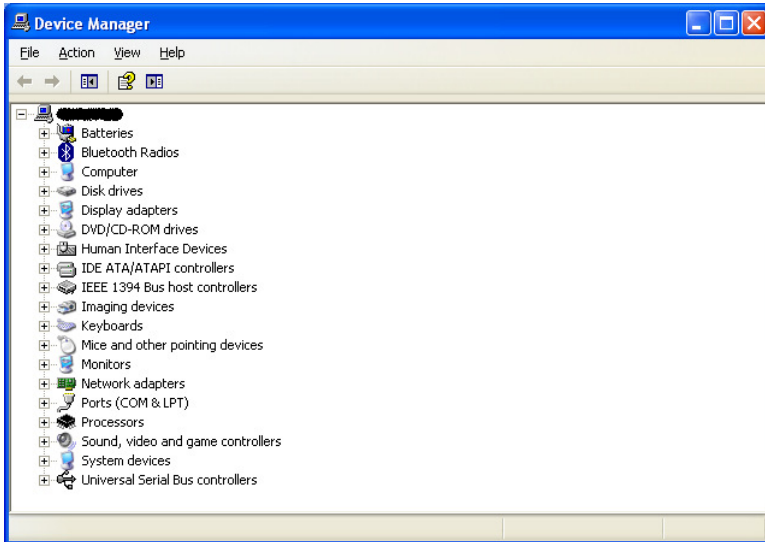 Device Manager
File Action View Help
Batteries
Bluetooth Radios
Computer
Disk drives
Display adapters
DVD/CD-ROM drives
Human Interface Devices
IDE ATA/ATAPI controllers
IEEE 1394 Bus host controllers
Imaging devices
Keyboards
Mice and other pointing devices
Monitors
Network adapters
Ports (COM & LPT)
Processors
Sound, video and game controllers
System devices
Universal Serial Bus controllers